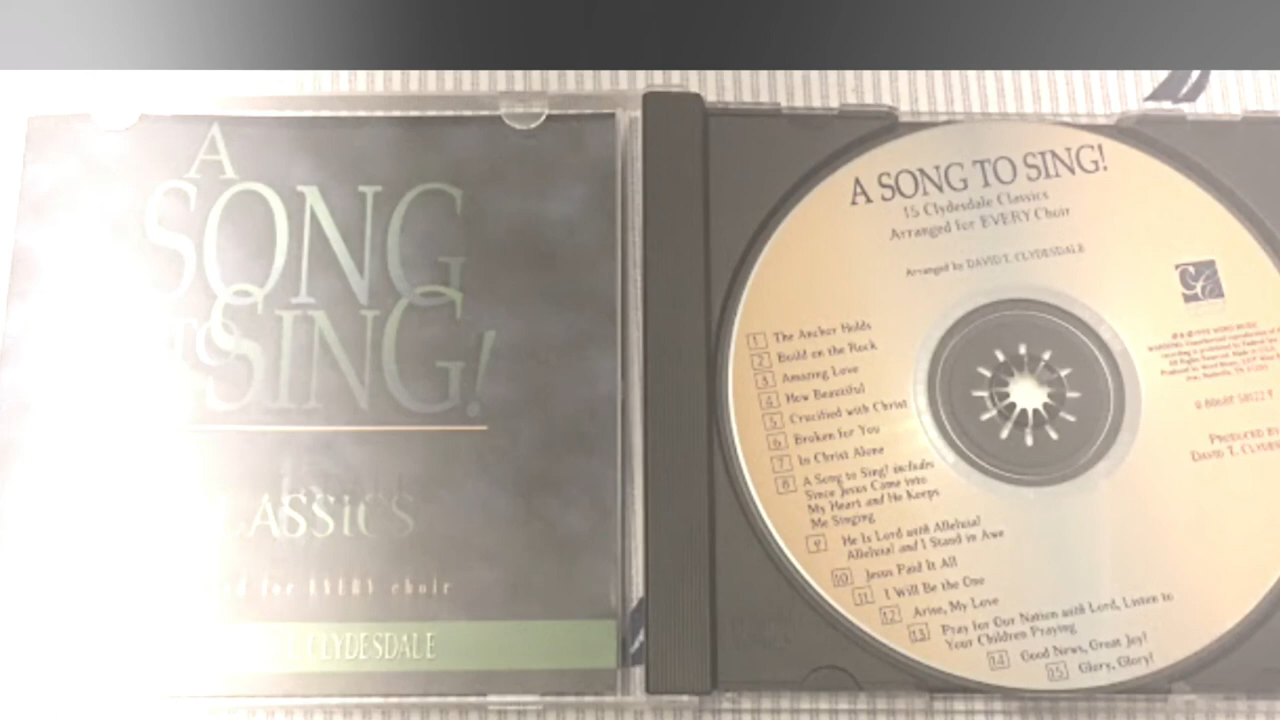 A
SONG
TO SING!
CLASSICS
for EVERY choir
CLYDESDALE
A SONG TO SING!
15 Clydesdale Classics
Arranged for EVERY Choir
Arranged by DAVID T. CLYDESDALE
1 The Anchor Holds
2 Build on the Rock
3 Amazing Love
4 How Beautiful
5 Crucified with Christ
6 Broken for You
7 In Christ Alone
8 A Song to Sing! includes
Since Jesus Came into
My Heart and He Keeps
Me Singing
9 He Is Lord with Alleluia!
Alleluia! and I Stand in Awe
10 Jesus Paid It All
11 I Will Be the One
12 Arise, My Love
13 Pray for Our Nation with Lord, Listen to
Your Children Praying
14 Good News, Great Joy!
15 Glory, Glory!
PRODUCED BY
DAVID T.